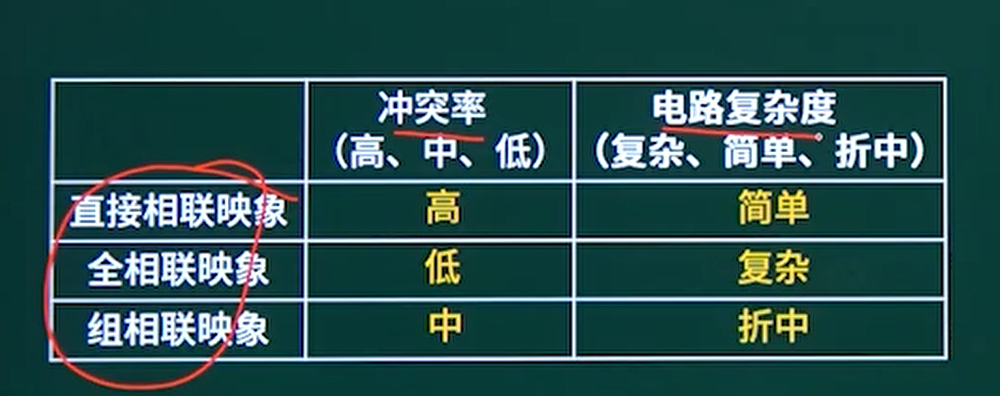 冲突率 电路复杂度
（高、中、低） （复杂、简单、折中）
直接相联映象 高 简单
全相联映象 低 复杂
组相联映象 中 折中